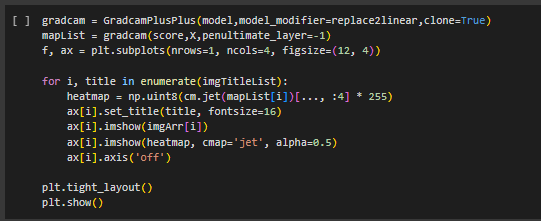 [ ] gradcam = GradcamPlusPlus(model,model_modifier=replace2linear,clone=True)
mapList = gradcam(score,X,penultimate_layer=-1)
f, ax = plt.subplots(nrows=1, ncols=4, figsize=(12, 4))
for i, title in enumerate(imgTitleList):
    heatmap = np.uint8(cm.jet(mapList[i])[..., :4] * 255)
    ax[i].set_title(title, fontsize=16)
    ax[i].imshow(imgArr[i])
    ax[i].imshow(heatmap, cmap='jet', alpha=0.5)
    ax[i].axis('off')
plt.tight_layout()
plt.show()